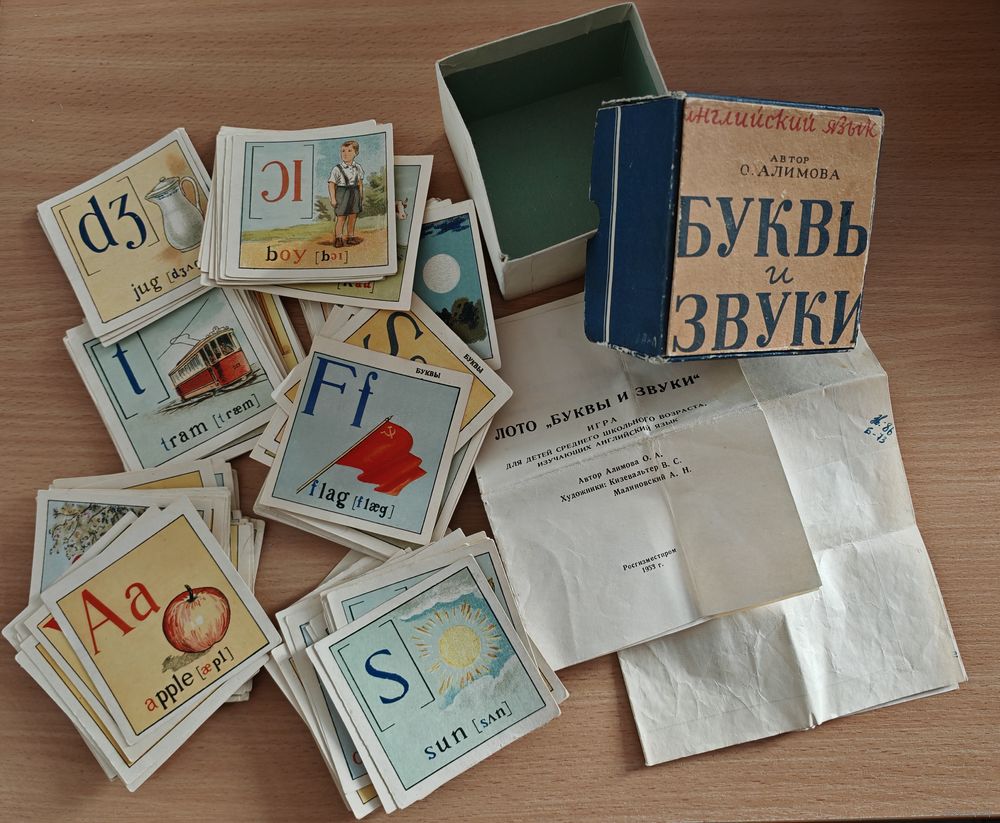 [dʒ]
jug
[ɔɪ]
boy [bɔɪ]
[t]
tram [træm]
S
БУКВЫ
БУКВЫ
Ff
flag [flæg]
Aa
apple [æpl]
[s]
sun [sʌn]
английский язык
АВТОР
О. АЛИМОВА
БУКВЫ
и
ЗВУКИ
ЛОТО „БУКВЫ И ЗВУКИ“
ИГРА
ДЛЯ ДЕТЕЙ СРЕДНЕГО ШКОЛЬНОГО ВОЗРАСТА,
ИЗУЧАЮЩИХ АНГЛИЙСКИЙ ЯЗЫК
Автор Алимова О. А.
Художники: Кизевальтер В. С.
Малиновский А. Н.
Росгизместпром
1953 г.